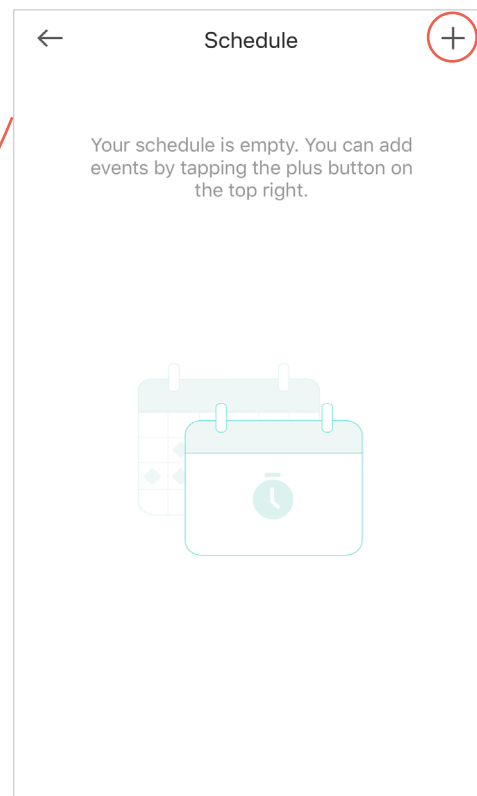 Schedule
Your schedule is empty. You can add
events by tapping the plus button on
the top right.